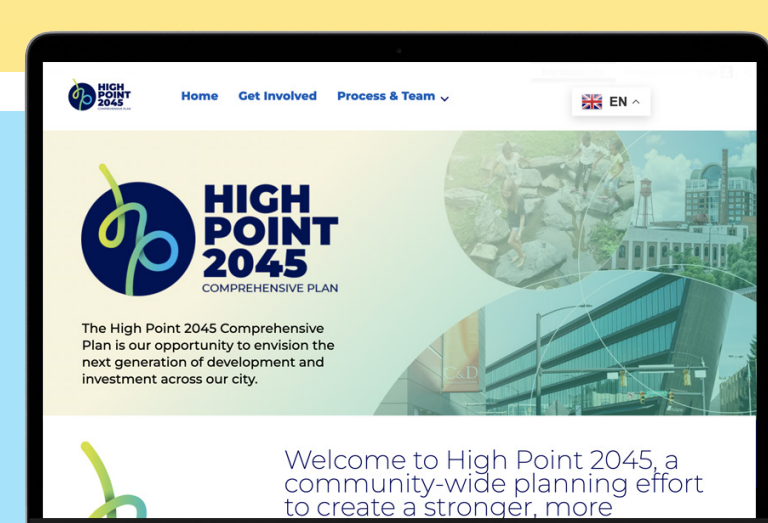 HIGH
POINT
2045
COMPREHENSIVE PLAN
Home Get Involved Process & Team
EN
HIGH
POINT
2045
COMPREHENSIVE PLAN
The High Point 2045 Comprehensive
Plan is our opportunity to envision the
next generation of development and
investment across our city.
C&D
Welcome to High Point 2045, a
community-wide planning effort
to create a stronger, more